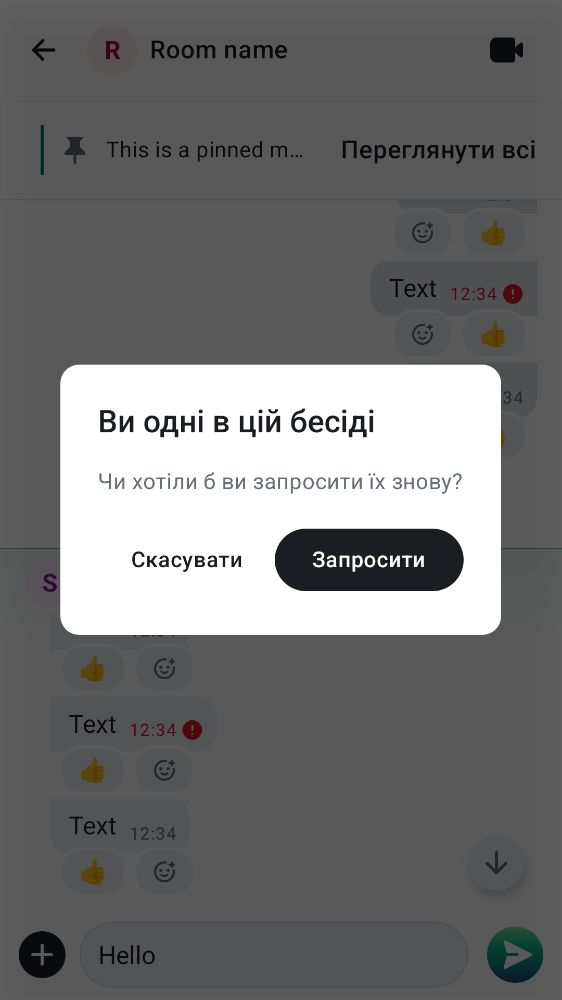 R
Room name
This is a pinned m...
Переглянути всі
Text 12:34
34
Ви одні в цій бесіді
Чи хотіли б ви запросити їх знову?
Скасувати
Запросити
S
Text 12:34
Text 12:34
Hello